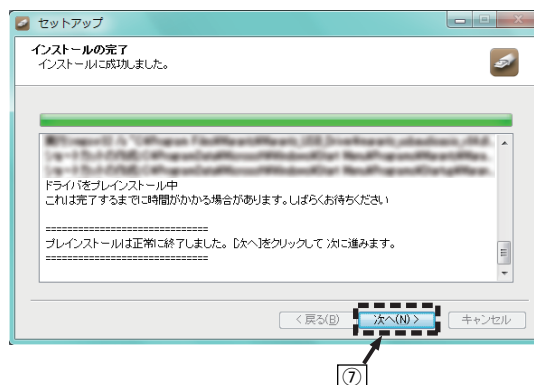 セットアップ
インストールの完了
インストールに成功しました。
ドライバをプレインストール中
これは完了するまでに時間がかかる場合があります。しばらくお待ちください
============================
プレインストールは正常に終了しました。[次へ]をクリックして 次に進みます。
============================
< 戻る(B)
次へ(N) >
キャンセル
⑦